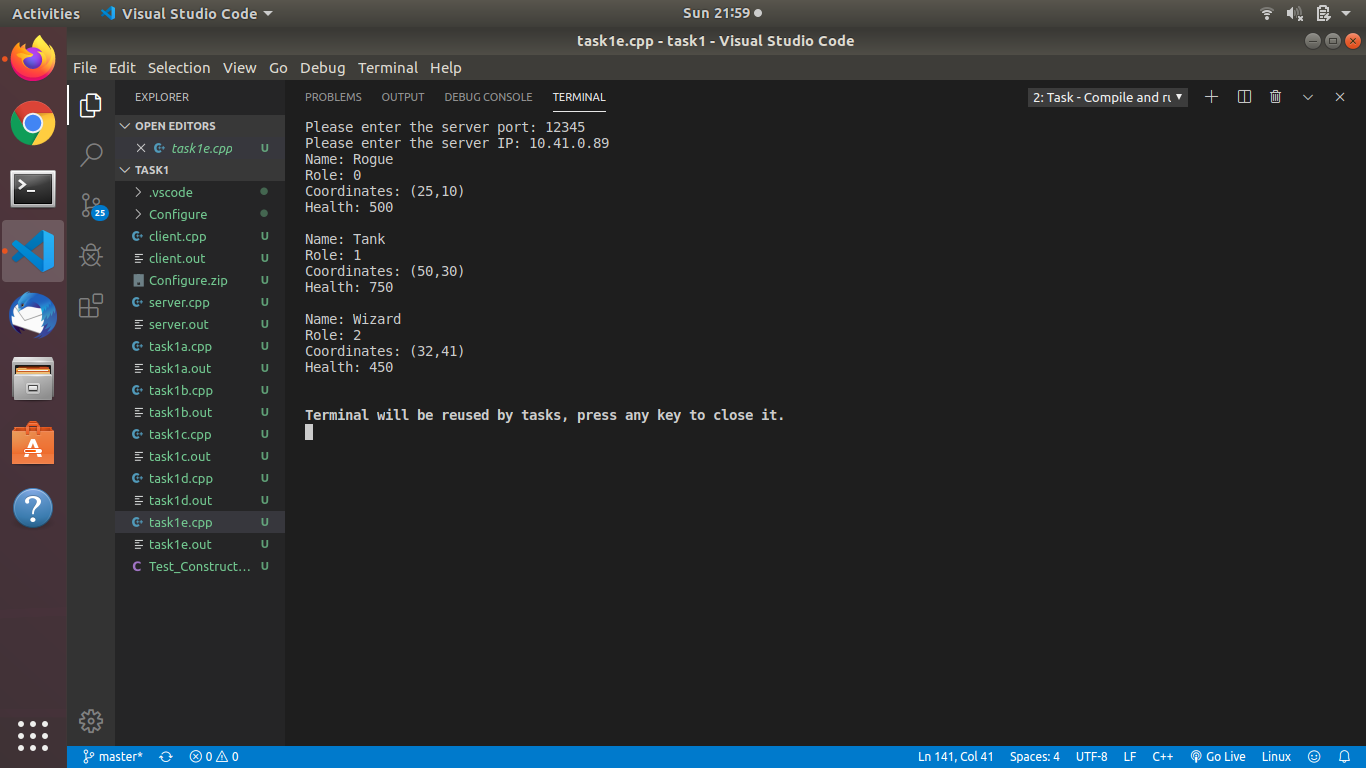 Activities
Visual Studio Code
Sun 21:59
task1e.cpp - task1 - Visual Studio Code
File Edit Selection View Go Debug Terminal Help
EXPLORER
OPEN EDITORS
task1e.cpp U
TASK1
.vscode
Configure
client.cpp U
client.out U
Configure.zip U
server.cpp U
server.out U
task1a.cpp U
task1a.out U
task1b.cpp U
task1b.out U
task1c.cpp U
task1c.out U
task1d.cpp U
task1d.out U
task1e.cpp U
task1e.out U
Test_Construct... U
25
PROBLEMS OUTPUT DEBUG CONSOLE TERMINAL
2: Task - Compile and ru
Please enter the server port: 12345
Please enter the server IP: 10.41.0.89
Name: Rogue
Role: 0
Coordinates: (25,10)
Health: 500
Name: Tank
Role: 1
Coordinates: (50,30)
Health: 750
Name: Wizard
Role: 2
Coordinates: (32,41)
Health: 450
Terminal will be reused by tasks, press any key to close it.
master* 0 0 Ln 141, Col 41 Spaces: 4 UTF-8 LF C++ Go Live Linux